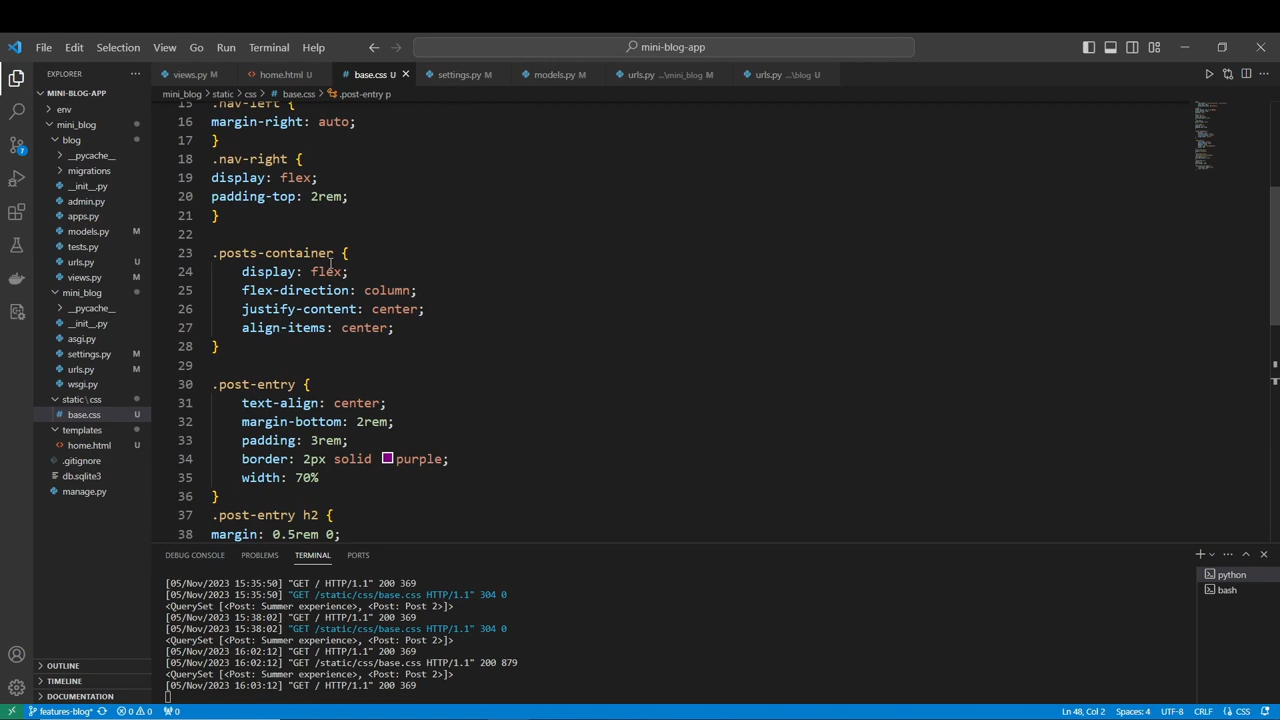 File Edit Selection View Go Run Terminal Help mini-blog-app
EXPLORER
views.py M home.html U base.css U settings.py M models.py M urls.py ...\mini_blog M urls.py ...\blog U
MINI-BLOG-APP
mini_blog > static > css > base.css > .post-entry p
env
mini_blog
blog
__pycache__
migrations
__init__.py
admin.py
apps.py
models.py M
tests.py
urls.py U
views.py M
mini_blog
__pycache__
__init__.py
asgi.py
settings.py M
urls.py M
wsgi.py
static\css
base.css U
templates
home.html U
.gitignore
db.sqlite3
manage.py
OUTLINE
TIMELINE
DOCUMENTATION
15 .nav-left {
16 margin-right: auto;
17 }
18 .nav-right {
19 display: flex;
20 padding-top: 2rem;
21 }
22
23 .posts-container {
24 display: flex;
25 flex-direction: column;
26 justify-content: center;
27 align-items: center;
28 }
29
30 .post-entry {
31 text-align: center;
32 margin-bottom: 2rem;
33 padding: 3rem;
34 border: 2px solid purple;
35 width: 70%
36 }
37 .post-entry h2 {
38 margin: 0.5rem 0;
DEBUG CONSOLE PROBLEMS TERMINAL PORTS
[05/Nov/2023 15:35:50] "GET / HTTP/1.1" 200 369
[05/Nov/2023 15:35:50] "GET /static/css/base.css HTTP/1.1" 304 0
<QuerySet [<Post: Summer experience>, <Post: Post 2>]>
[05/Nov/2023 15:38:02] "GET / HTTP/1.1" 200 369
[05/Nov/2023 15:38:02] "GET /static/css/base.css HTTP/1.1" 304 0
<QuerySet [<Post: Summer experience>, <Post: Post 2>]>
[05/Nov/2023 16:02:12] "GET / HTTP/1.1" 200 369
[05/Nov/2023 16:02:12] "GET /static/css/base.css HTTP/1.1" 200 879
<QuerySet [<Post: Summer experience>, <Post: Post 2>]>
[05/Nov/2023 16:03:12] "GET / HTTP/1.1" 200 369
python
bash
7
features-blog* 0 0 0 Ln 48, Col 2 Spaces: 4 UTF-8 CRLF CSS